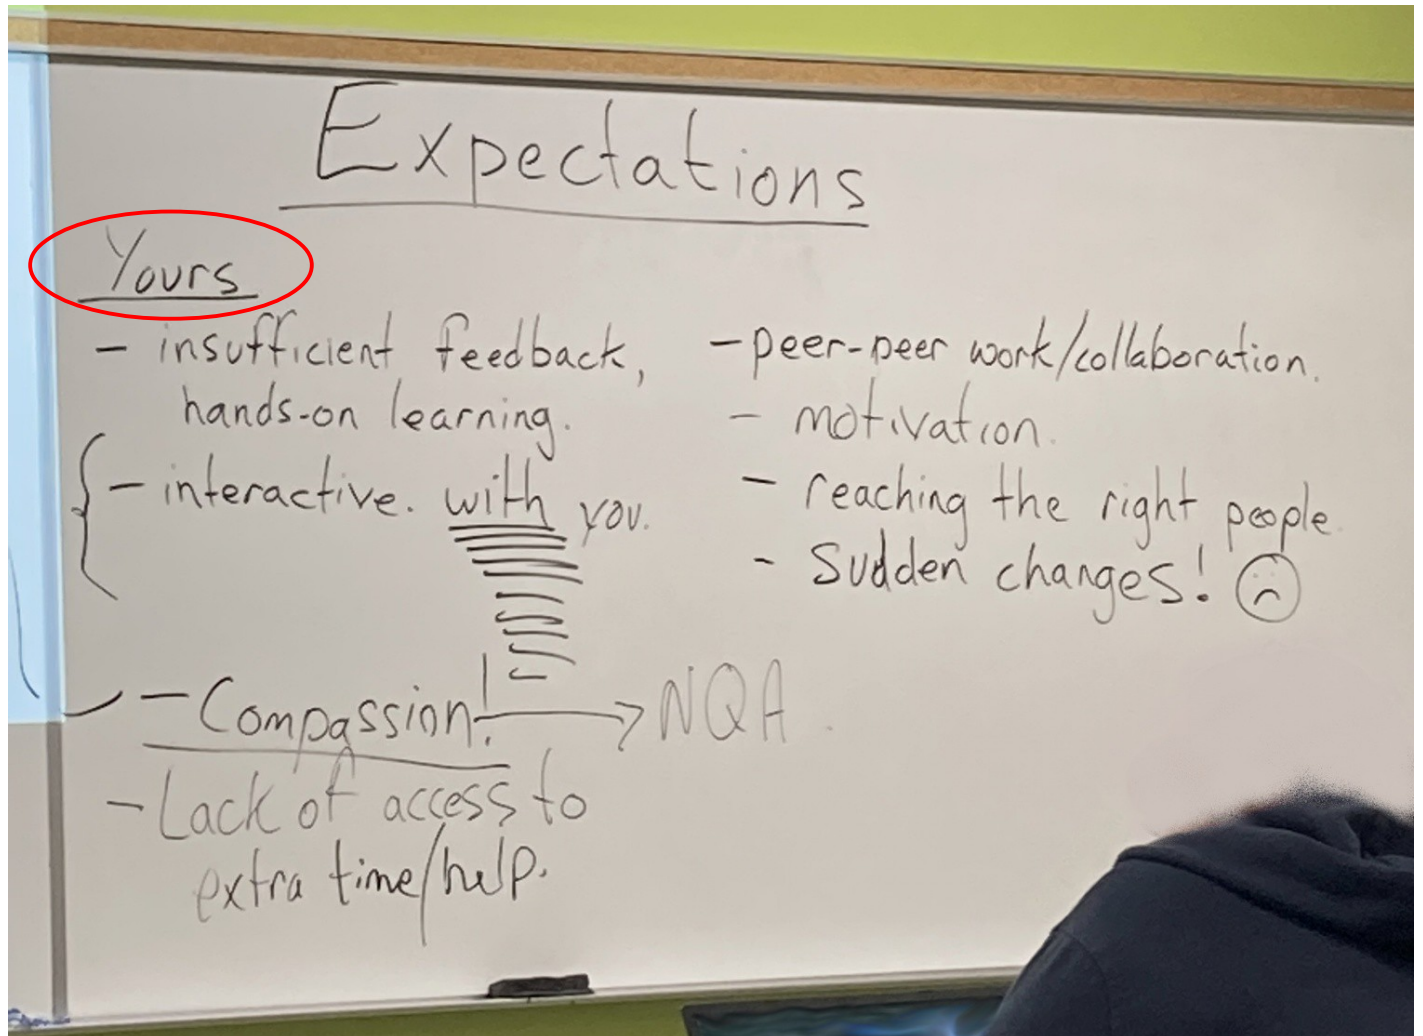 Expectations
Yours
- insufficient feedback,
hands-on learning.
- interactive. with you.
- Compassion! → NQA
- Lack of access to
extra time/help.
- peer-peer work/collaboration.
- motivation.
- reaching the right people
- Sudden changes! ☹